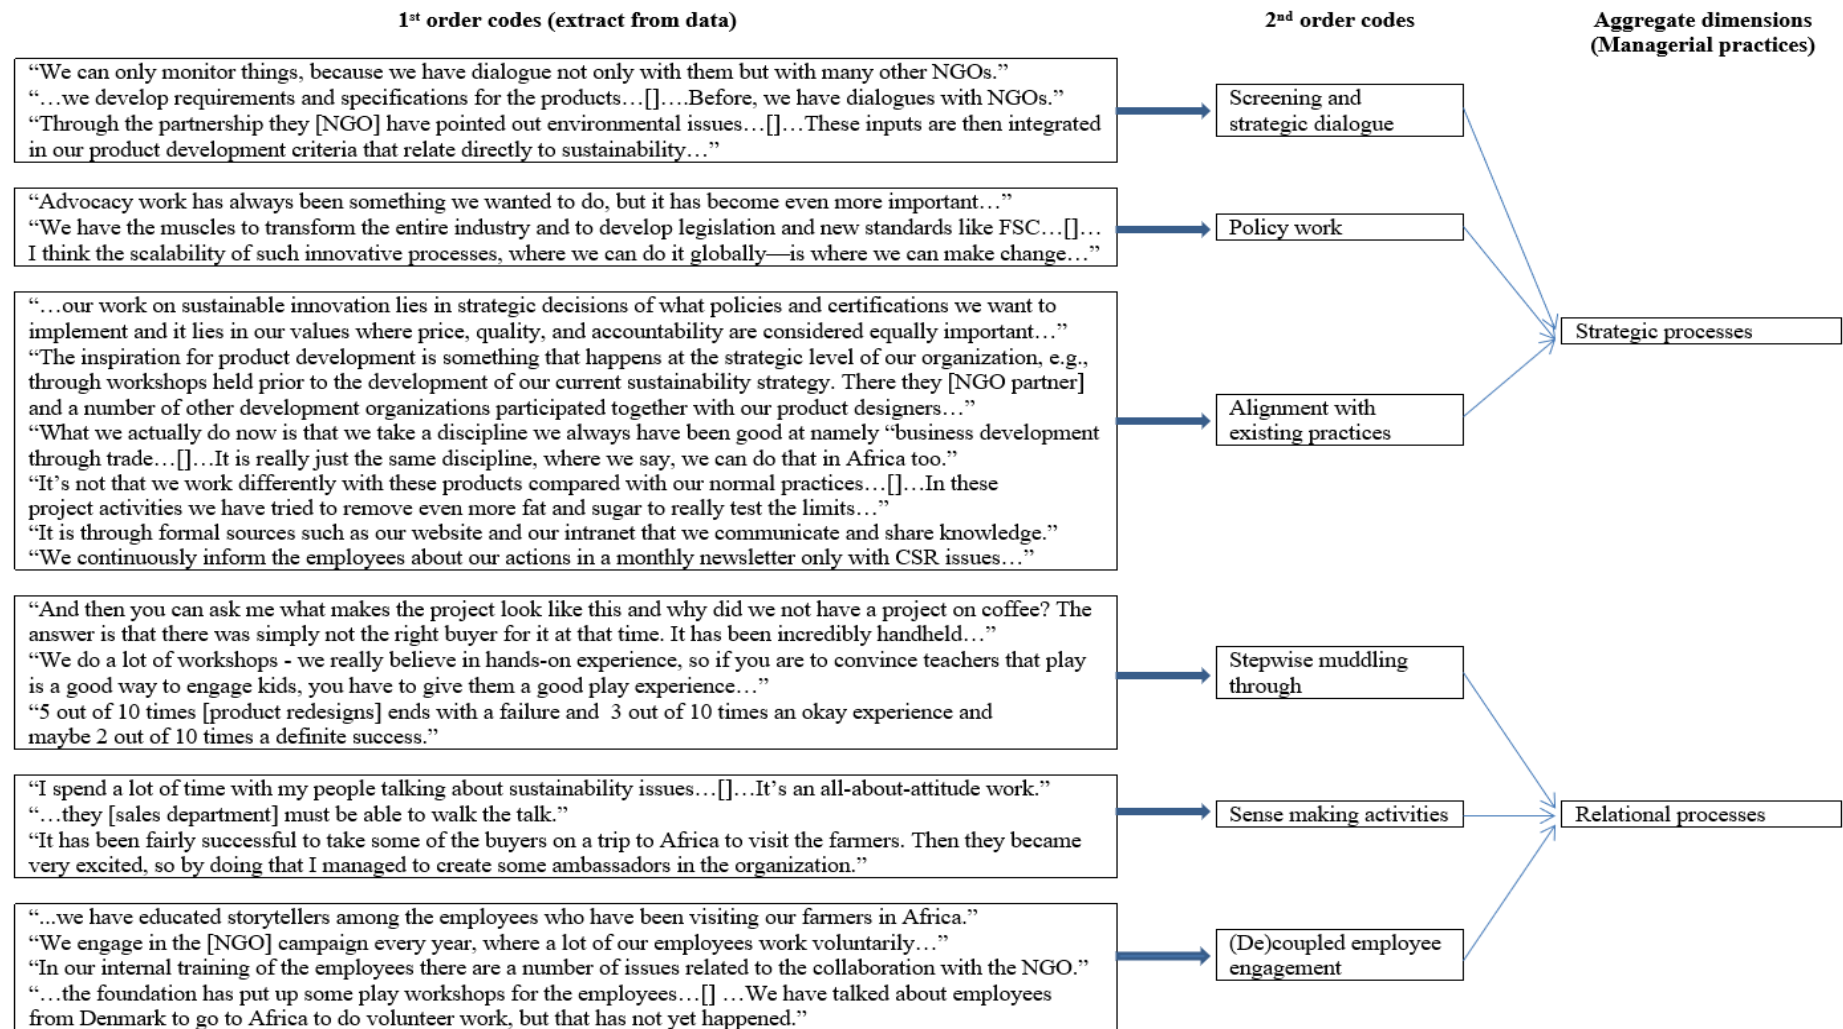 1st order codes (extract from data)
2nd order codes
Aggregate dimensions
(Managerial practices)
“We can only monitor things, because we have dialogue not only with them but with many other NGOs.”
“…we develop requirements and specifications for the products…[]….Before, we have dialogues with NGOs.”
“Through the partnership they [NGO] have pointed out environmental issues…[]…These inputs are then integrated
in our product development criteria that relate directly to sustainability…”
Screening and
strategic dialogue
“Advocacy work has always been something we wanted to do, but it has become even more important…”
“We have the muscles to transform the entire industry and to develop legislation and new standards like FSC…[]…
I think the scalability of such innovative processes, where we can do it globally—is where we can make change…”
Policy work
“…our work on sustainable innovation lies in strategic decisions of what policies and certifications we want to
implement and it lies in our values where price, quality, and accountability are considered equally important…”
“The inspiration for product development is something that happens at the strategic level of our organization, e.g.,
through workshops held prior to the development of our current sustainability strategy. There they [NGO partner]
and a number of other development organizations participated together with our product designers…”
“What we actually do now is that we take a discipline we always have been good at namely “business development
through trade…[]…It is really just the same discipline, where we say, we can do that in Africa too.”
“It’s not that we work differently with these products compared with our normal practices…[]…In these
project activities we have tried to remove even more fat and sugar to really test the limits…”
“It is through formal sources such as our website and our intranet that we communicate and share knowledge.”
“We continuously inform the employees about our actions in a monthly newsletter only with CSR issues…”
Alignment with
existing practices
Strategic processes
“And then you can ask me what makes the project look like this and why did we not have a project on coffee? The
answer is that there was simply not the right buyer for it at that time. It has been incredibly handheld…”
“We do a lot of workshops - we really believe in hands-on experience, so if you are to convince teachers that play
is a good way to engage kids, you have to give them a good play experience…”
“5 out of 10 times [product redesigns] ends with a failure and 3 out of 10 times an okay experience and
maybe 2 out of 10 times a definite success.”
Stepwise muddling
through
“I spend a lot of time with my people talking about sustainability issues…[]…It’s an all-about-attitude work.”
“…they [sales department] must be able to walk the talk.”
“It has been fairly successful to take some of the buyers on a trip to Africa to visit the farmers. Then they became
very excited, so by doing that I managed to create some ambassadors in the organization.”
Sense making activities
Relational processes
“...we have educated storytellers among the employees who have been visiting our farmers in Africa.”
“We engage in the [NGO] campaign every year, where a lot of our employees work voluntarily…”
“In our internal training of the employees there are a number of issues related to the collaboration with the NGO.”
“…the foundation has put up some play workshops for the employees…[] …We have talked about employees
from Denmark to go to Africa to do volunteer work, but that has not yet happened.”
(De)coupled employee
engagement